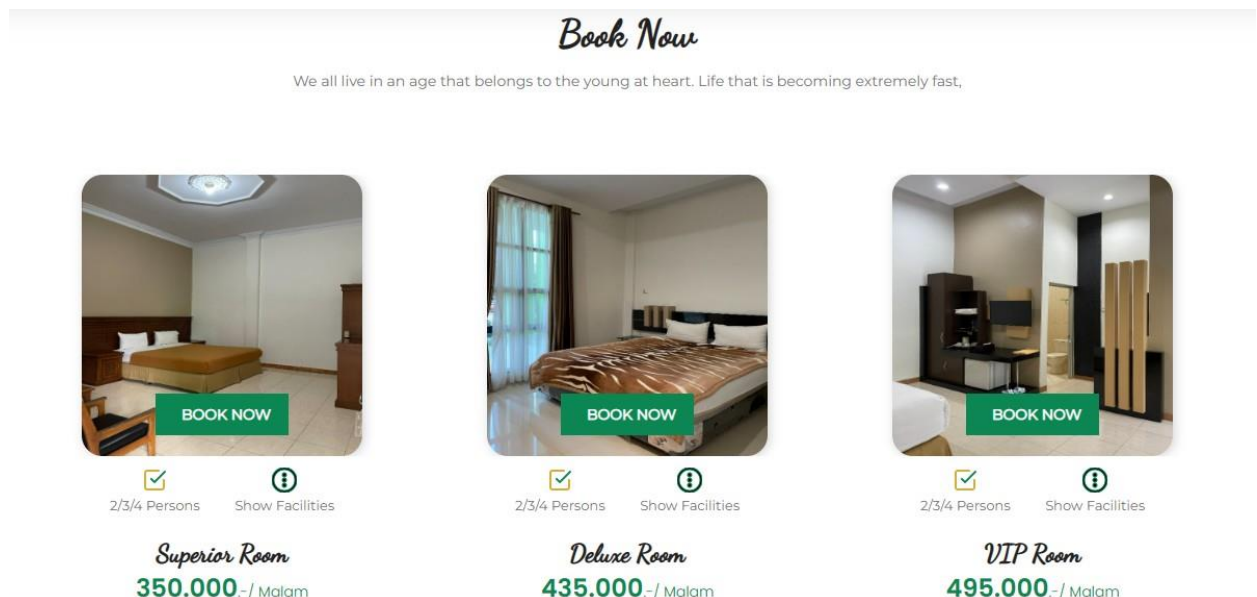 Book Now
We all live in an age that belongs to the young at heart. Life that is becoming extremely fast,
BOOK NOW
BOOK NOW
BOOK NOW
2/3/4 Persons Show Facilities
2/3/4 Persons Show Facilities
2/3/4 Persons Show Facilities
Superior Room
350.000.-/ Malam
Deluxe Room
435.000.-/ Malam
VIP Room
495.000.-/ Malam